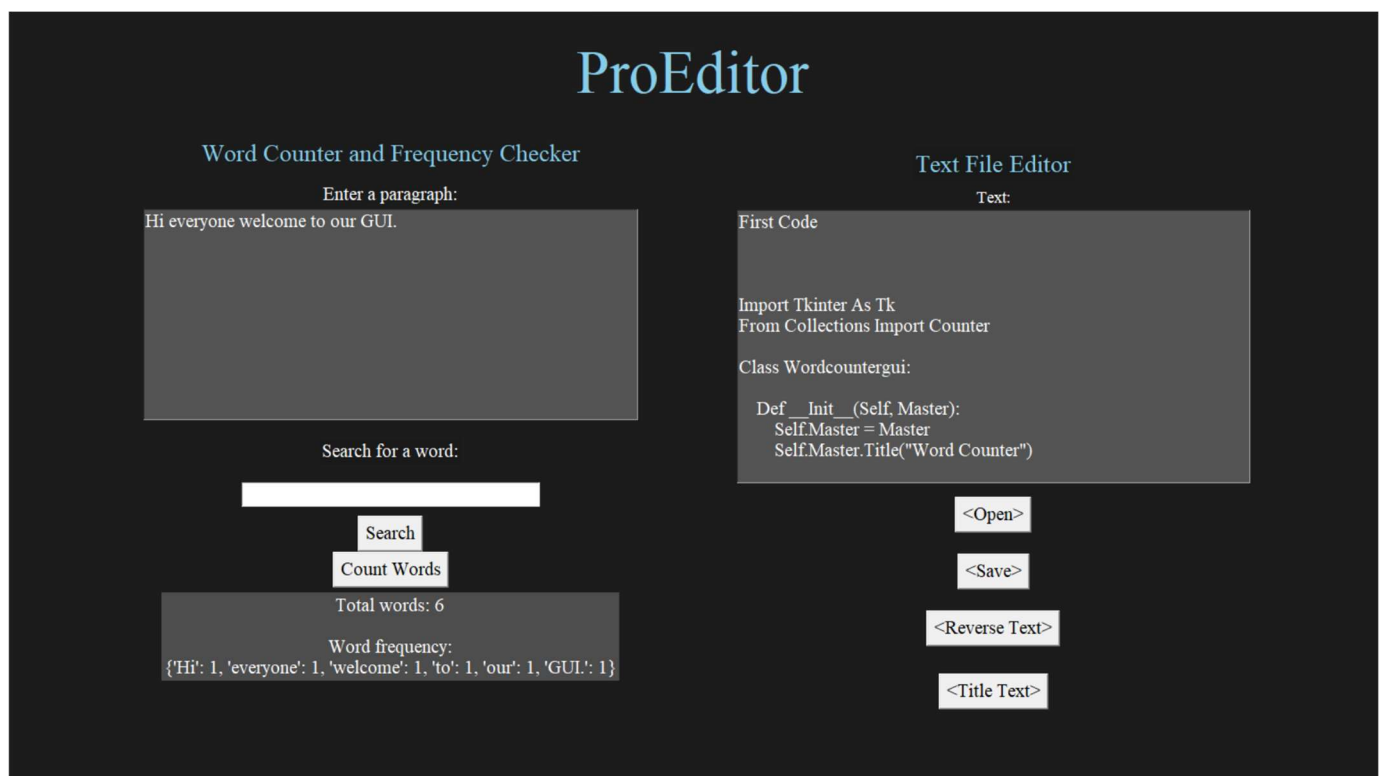 ProEditor
Word Counter and Frequency Checker
Enter a paragraph:
Hi everyone welcome to our GUI.
Search for a word:
Search
Count Words
Total words: 6
Word frequency:
{'Hi': 1, 'everyone': 1, 'welcome': 1, 'to': 1, 'our': 1, 'GUI.': 1}
Text File Editor
Text:
First Code
Import Tkinter As Tk
From Collections Import Counter
Class Wordcountergui:
Def __Init__(Self, Master):
Self.Master = Master
Self.Master.Title("Word Counter")
<Open>
<Save>
<Reverse Text>
<Title Text>